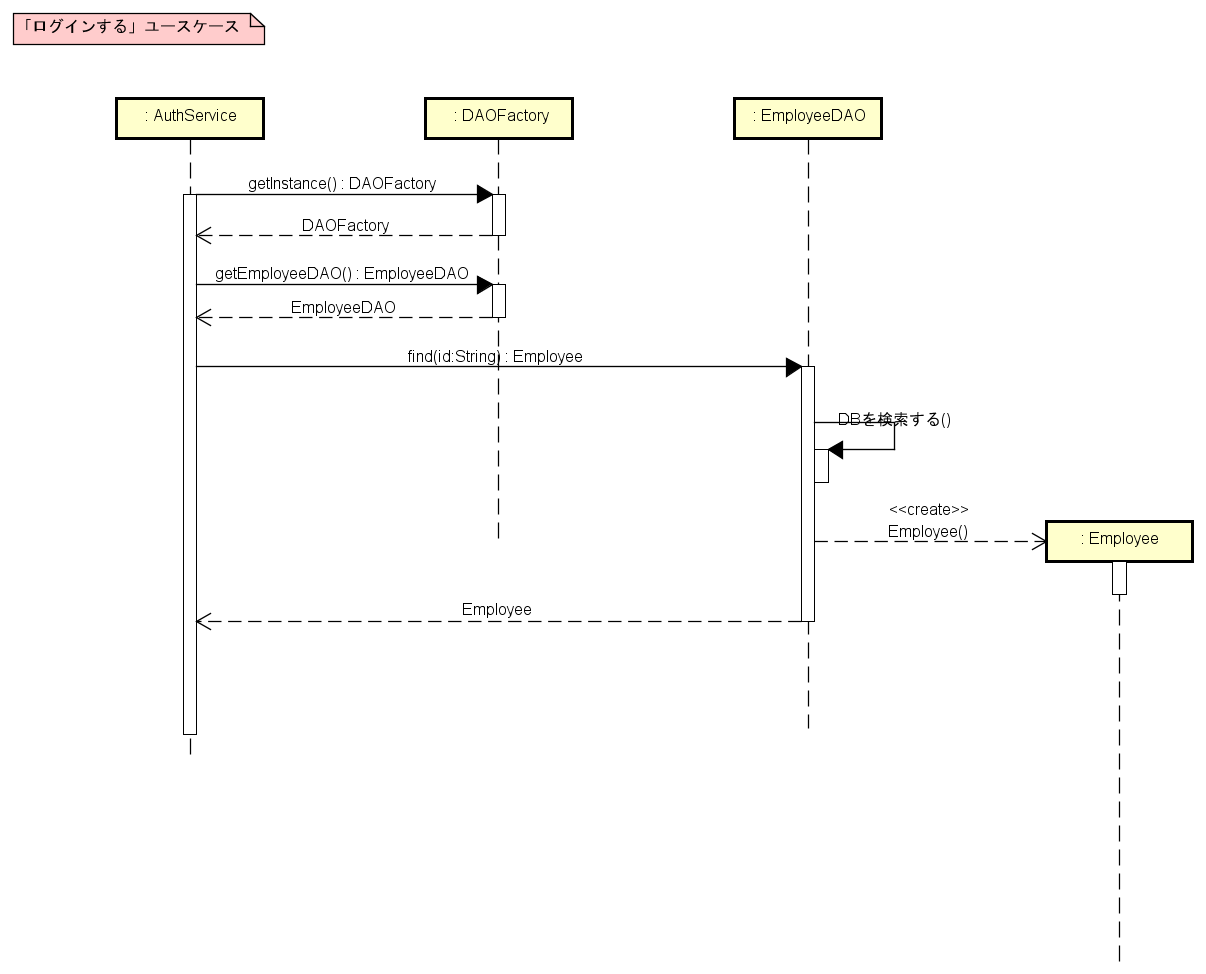 「ログインする」ユースケース
: AuthService
: DAOFactory
: EmployeeDAO
getInstance() : DAOFactory
DAOFactory
getEmployeeDAO() : EmployeeDAO
EmployeeDAO
find(id:String) : Employee
DBを検索する()
<<create>>
Employee()
: Employee
Employee